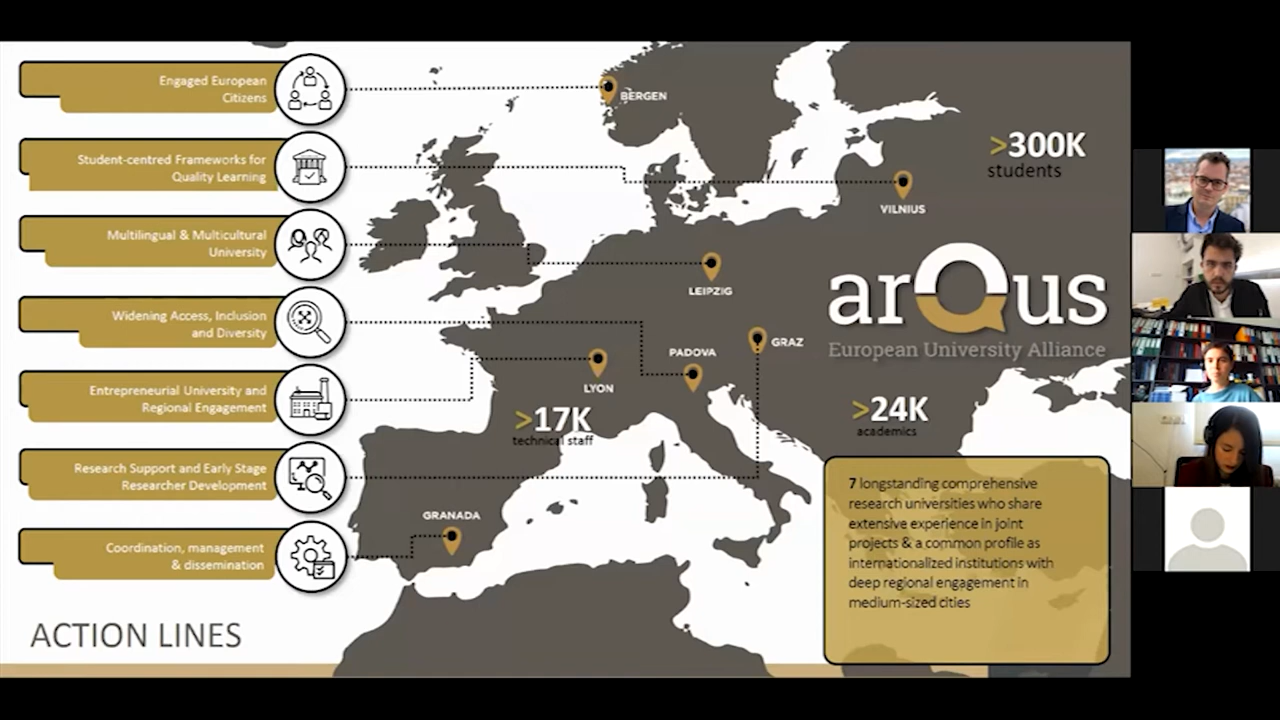 Engaged European
Citizens
Student-centred Frameworks for
Quality Learning
Multilingual & Multicultural
University
Widening Access, Inclusion
and Diversity
Entrepreneurial University and
Regional Engagement
Research Support and Early Stage
Researcher Development
Coordination, management
& dissemination
ACTION LINES
BERGEN
VILNIUS
LEIPZIG
GRAZ
PADOVA
LYON
GRANADA
>300K
students
arQus
European University Alliance
>17K
technical staff
>24K
academics
7 longstanding comprehensive
research universities who share
extensive experience in joint
projects & a common profile as
internationalized institutions with
deep regional engagement in
medium-sized cities